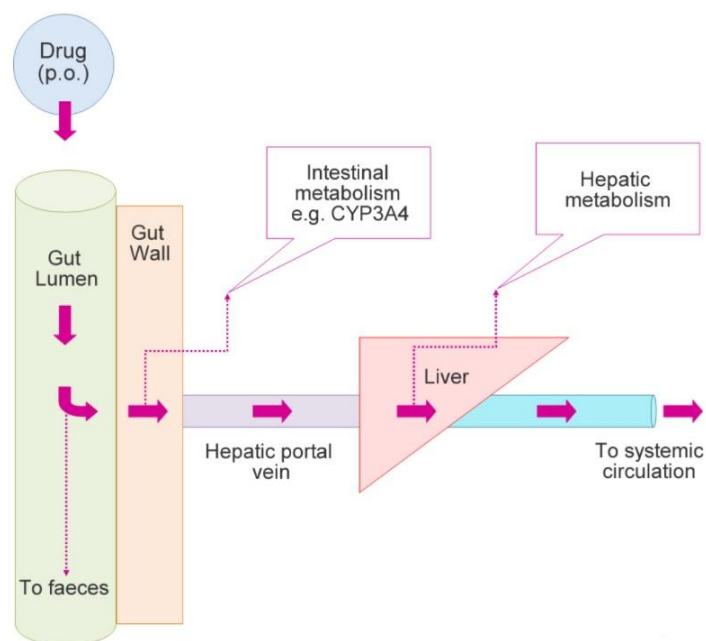 Drug
(p.o.)
Intestinal
metabolism
e.g. CYP3A4
Hepatic
metabolism
Gut
Wall
Gut
Lumen
Liver
Hepatic portal
vein
To systemic
circulation
To faeces